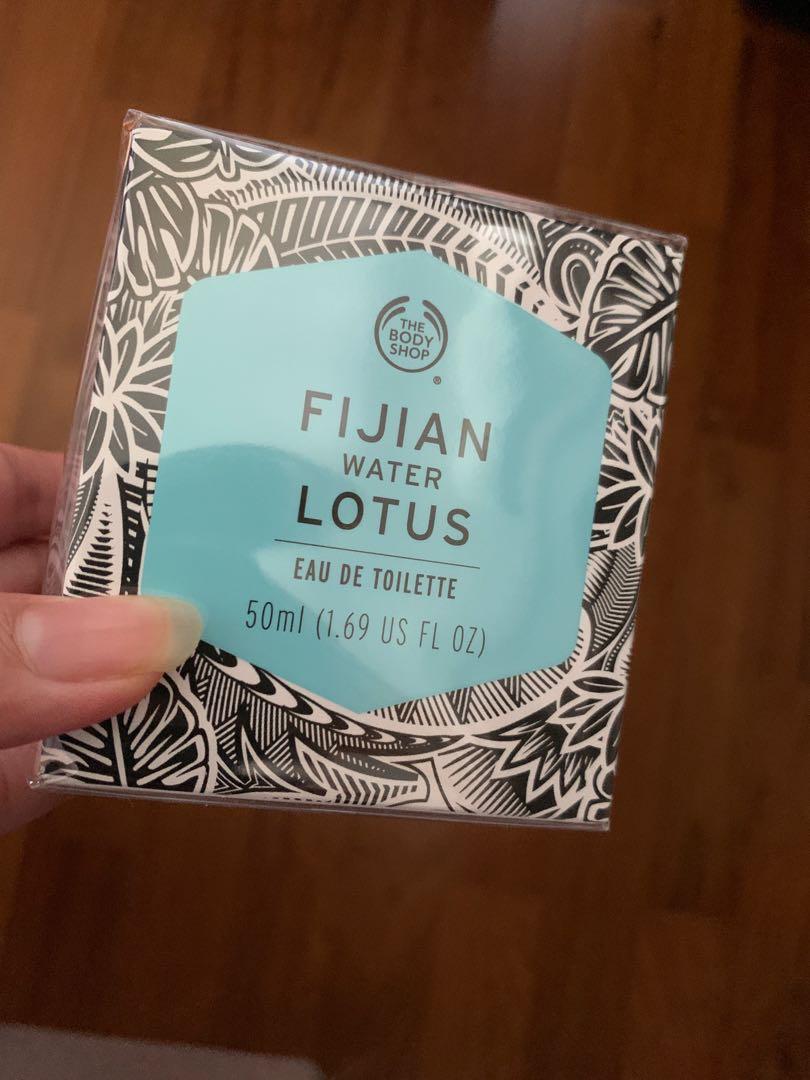 THE
BODY
SHOP
®
FIJIAN
WATER
LOTUS
EAU DE TOILETTE
50ml (1.69 US FL OZ)